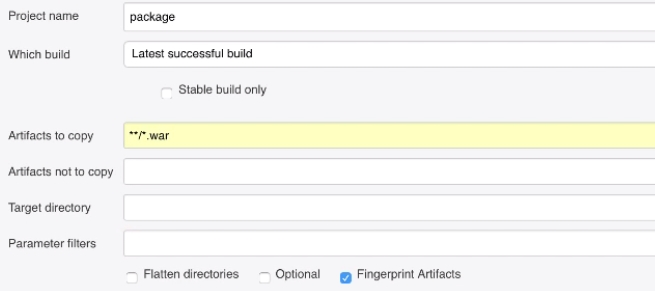 Project name package
Which build Latest successful build
Stable build only
Artifacts to copy **/*.war
Artifacts not to copy
Target directory
Parameter filters
Flatten directories Optional Fingerprint Artifacts